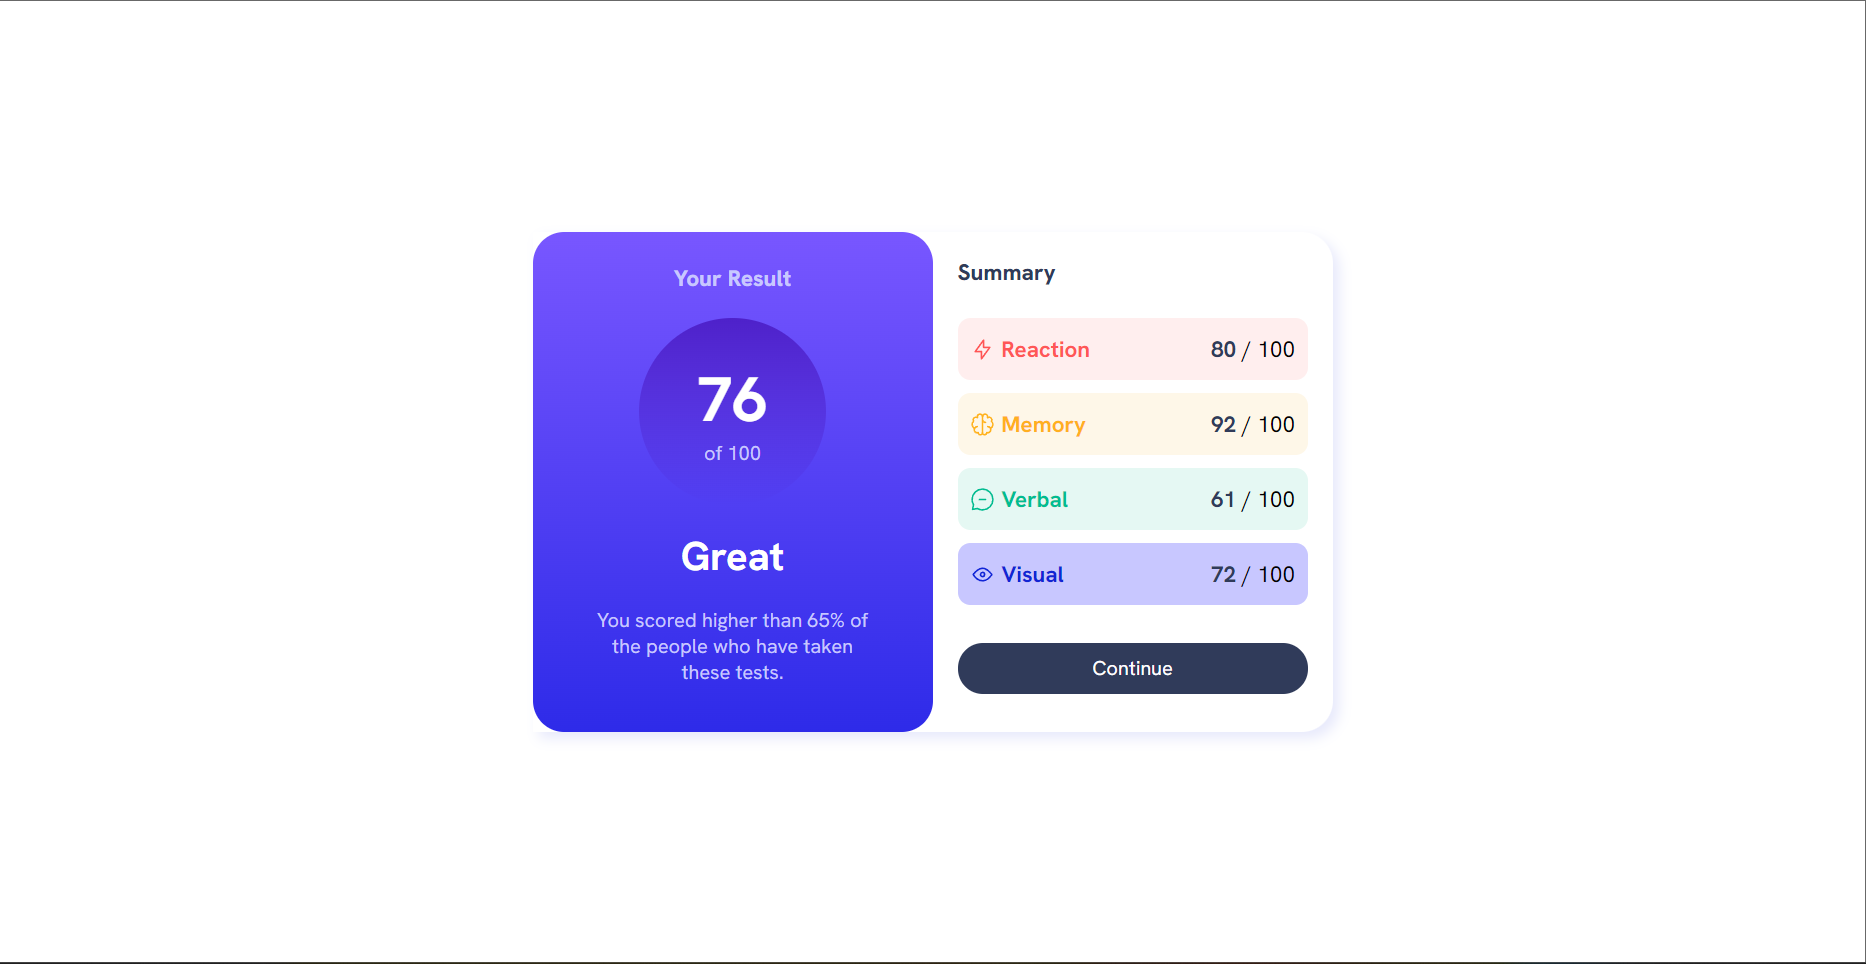 Your Result
76
of 100
Great
You scored higher than 65% of
the people who have taken
these tests.
Summary
Reaction 80 / 100
Memory 92 / 100
Verbal 61 / 100
Visual 72 / 100
Continue